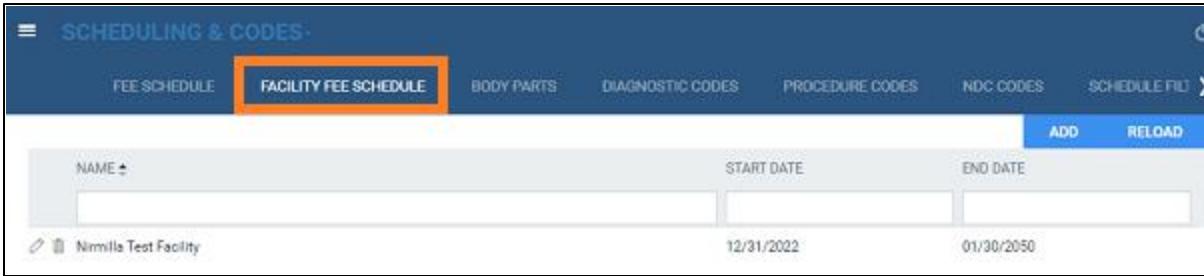 SCHEDULING & CODES-
FEE SCHEDULE FACILITY FEE SCHEDULE BODY PARTS DIAGNOSTIC CODES PROCEDURE CODES NDC CODES SCHEDULE
ADD RELOAD
NAME START DATE END DATE
Nirmilla Test Facility 12/31/2022 01/30/2050